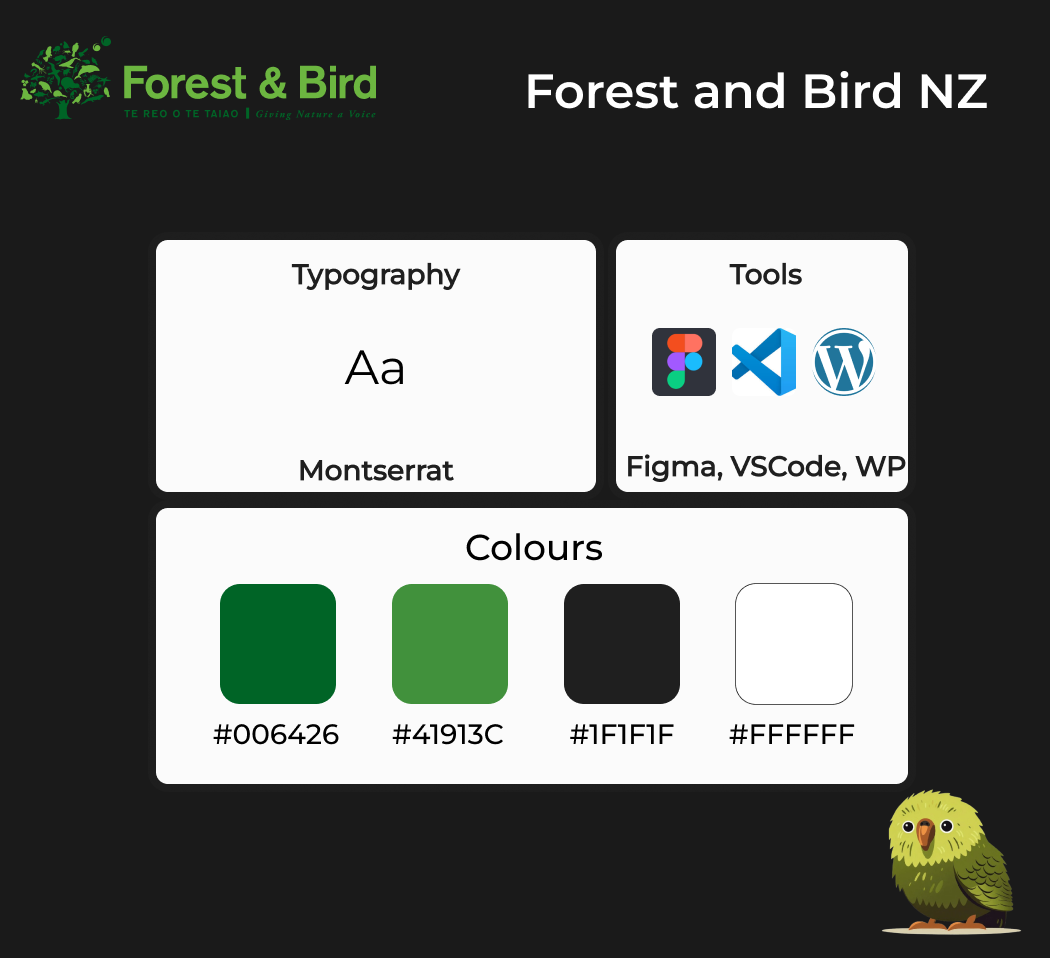 Forest & Bird
TE REO O TE TAIAO | Giving Nature a Voice
Forest and Bird NZ
Typography
Aa
Montserrat
Tools
Figma, VSCode, WP
Colours
#006426
#41913C
#1F1F1F
#FFFFFF